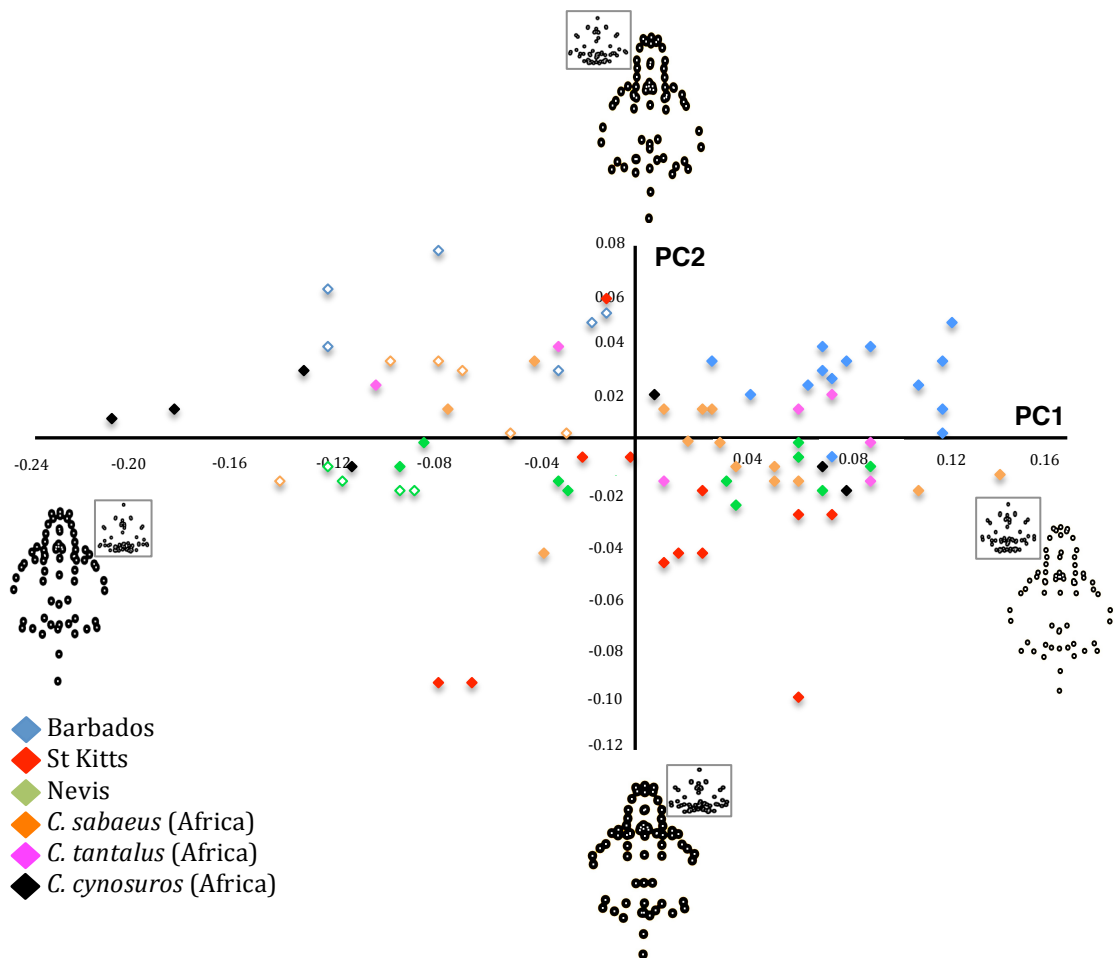 0.08
PC2
0.06
0.04
0.02
PC1
-0.24
-0.20
-0.16
-0.12
-0.08
-0.04
0.04
0.08
0.12
0.16
-0.02
-0.04
-0.06
-0.08
-0.10
-0.12
Barbados
St Kitts
Nevis
C. sabaeus (Africa)
C. tantalus (Africa)
C. cynosuros (Africa)